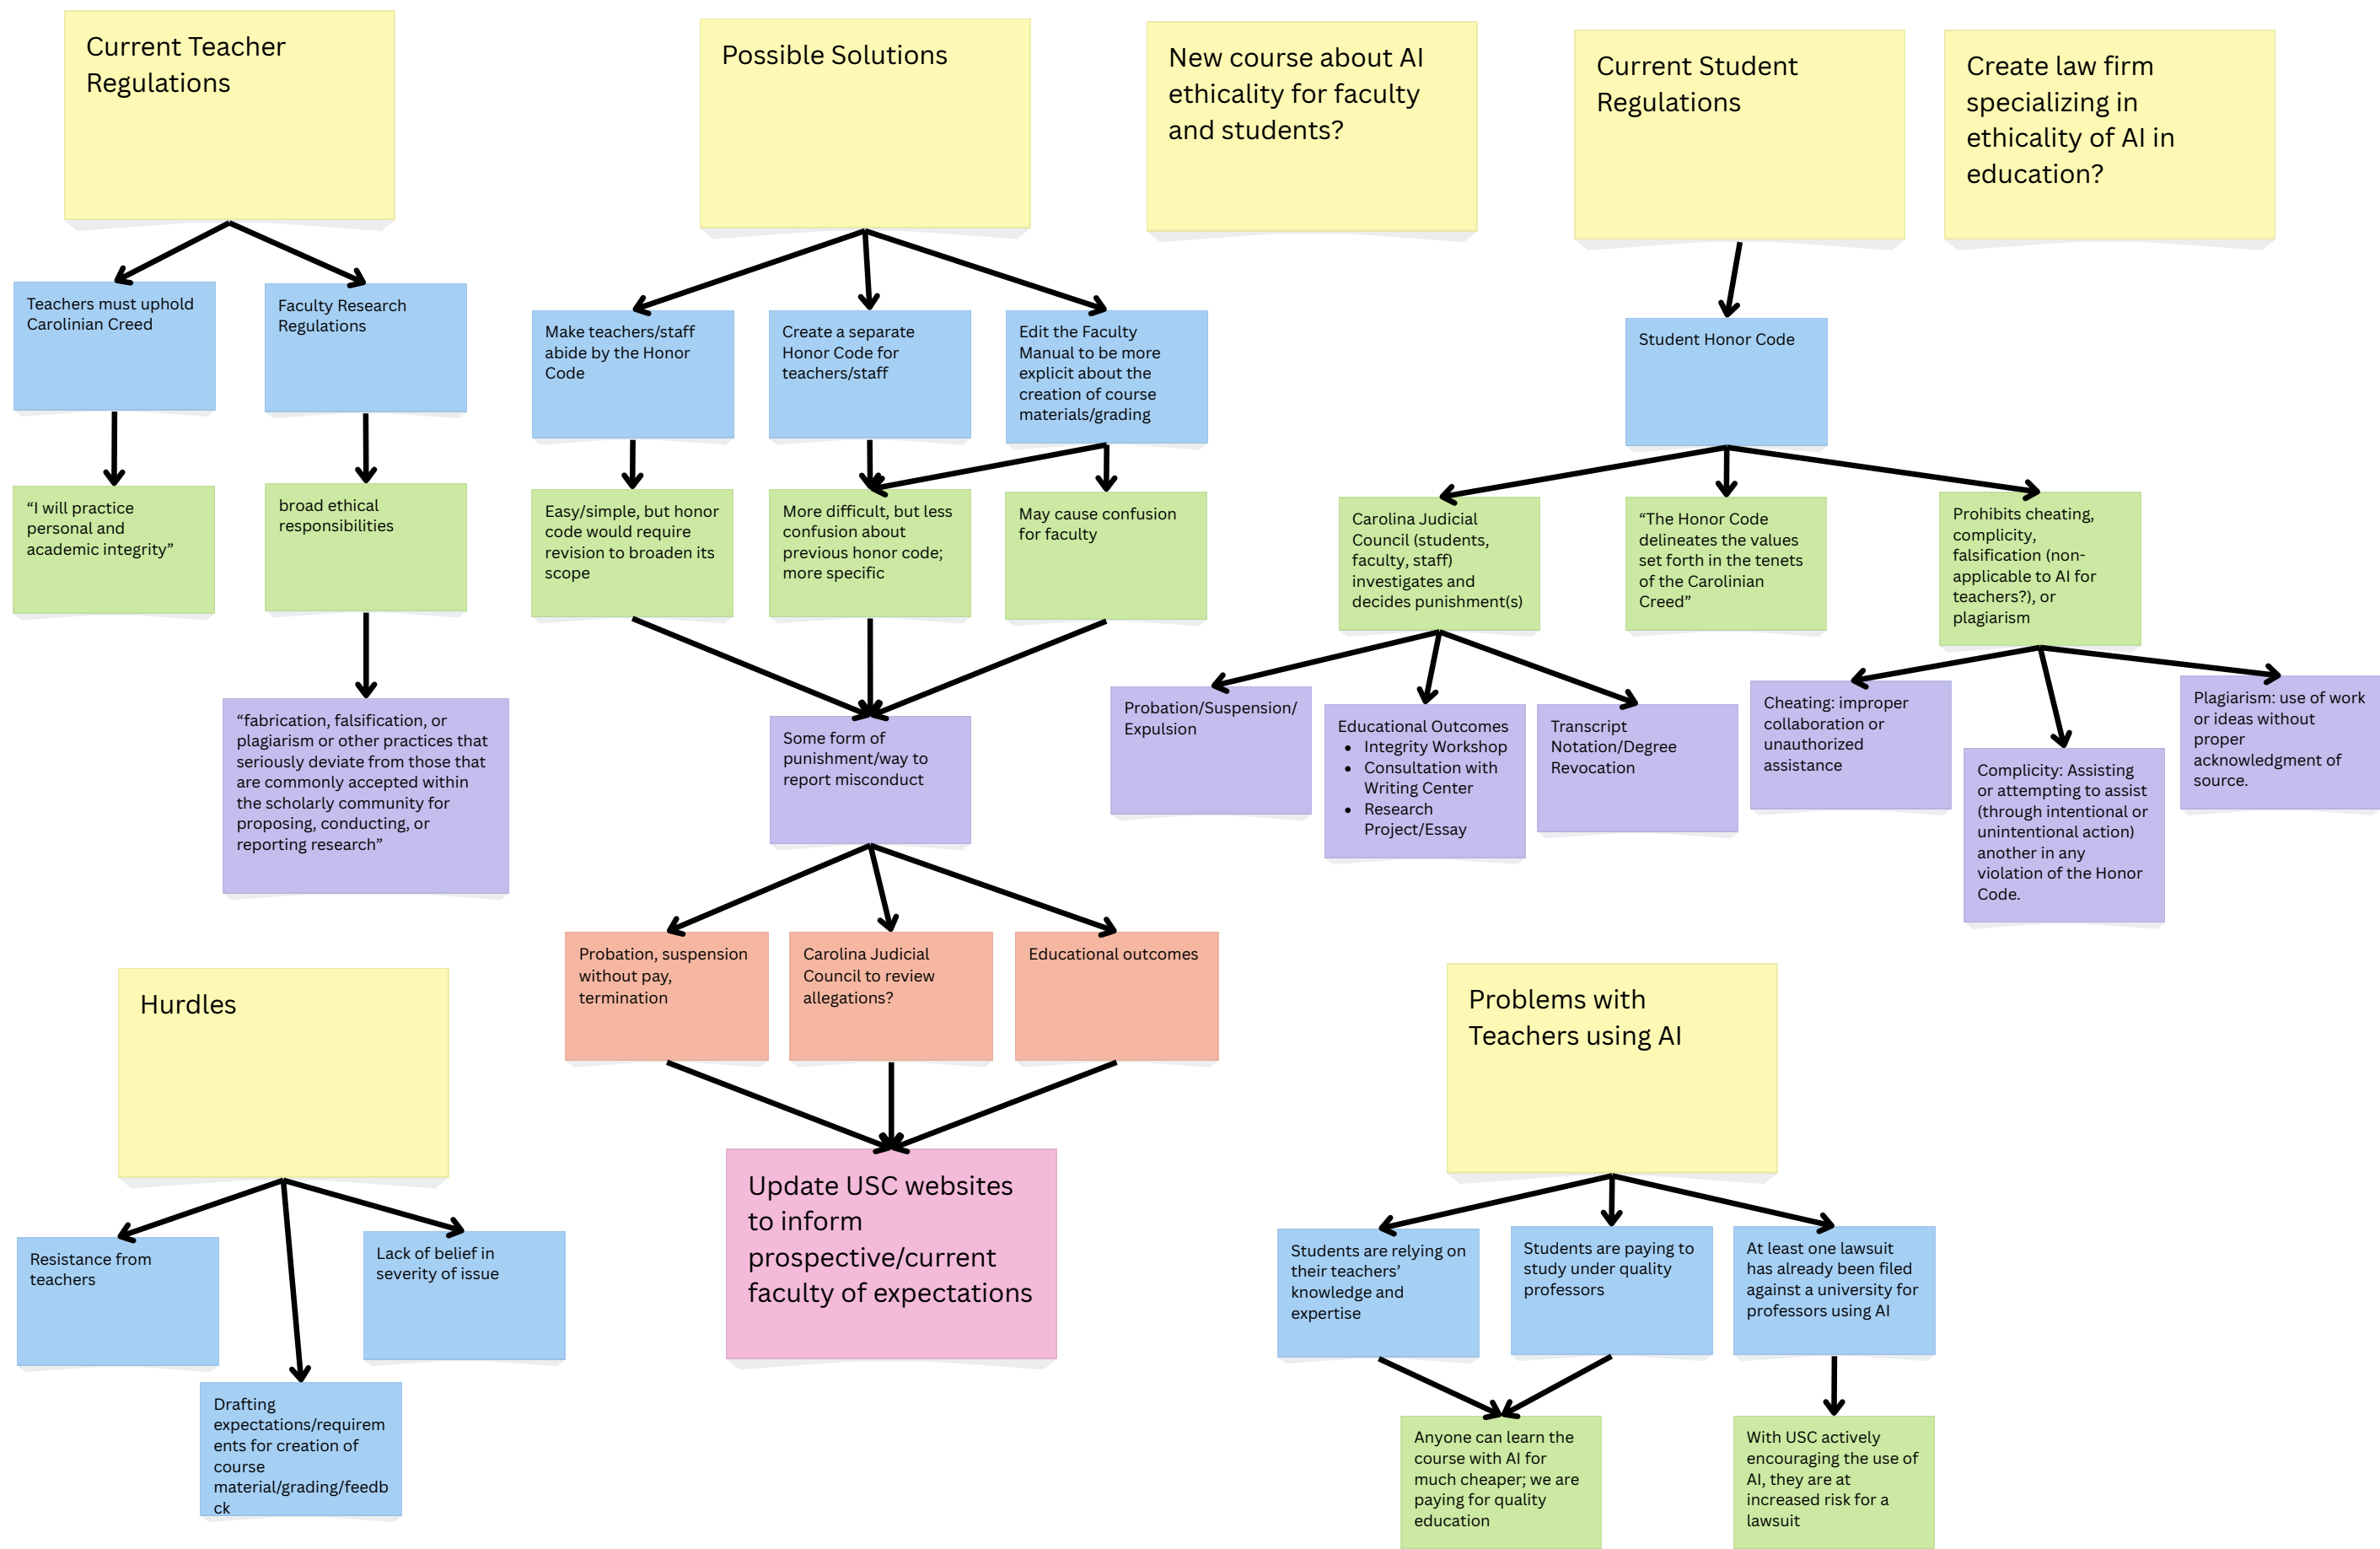 Current Teacher
Regulations
Possible Solutions
New course about AI
ethicality for faculty
and students?
Current Student
Regulations
Create law firm
specializing in
ethicality of AI in
education?
Teachers must uphold
Carolinian Creed
Faculty Research
Regulations
Make teachers/staff
abide by the Honor
Code
Create a separate
Honor Code for
teachers/staff
Edit the Faculty
Manual to be more
explicit about the
creation of course
materials/grading
Student Honor Code
“I will practice
personal and
academic integrity”
broad ethical
responsibilities
Easy/simple, but honor
code would require
revision to broaden its
scope
More difficult, but less
confusion about
previous honor code;
more specific
May cause confusion
for faculty
Carolina Judicial
Council (students,
faculty, staff)
investigates and
decides punishment(s)
“The Honor Code
delineates the values
set forth in the tenets
of the Carolinian
Creed”
Prohibits cheating,
complicity,
falsification (non-
applicable to AI for
teachers?), or
plagiarism
“fabrication, falsification, or
plagiarism or other practices that
seriously deviate from those that
are commonly accepted within
the scholarly community for
proposing, conducting, or
reporting research”
Some form of
punishment/way to
report misconduct
Probation/Suspension/
Expulsion
Educational Outcomes
• Integrity Workshop
• Consultation with
Writing Center
• Research
Project/Essay
Transcript
Notation/Degree
Revocation
Cheating: improper
collaboration or
unauthorized
assistance
Complicity: Assisting
or attempting to assist
(through intentional or
unintentional action)
another in any
violation of the Honor
Code.
Plagiarism: use of work
or ideas without
proper
acknowledgment of
source.
Probation, suspension
without pay,
termination
Carolina Judicial
Council to review
allegations?
Educational outcomes
Hurdles
Problems with
Teachers using AI
Update USC websites
to inform
prospective/current
faculty of expectations
Resistance from
teachers
Lack of belief in
severity of issue
Drafting
expectations/requirem
ents for creation of
course
material/grading/feedb
ck
Students are relying on
their teachers’
knowledge and
expertise
Students are paying to
study under quality
professors
At least one lawsuit
has already been filed
against a university for
professors using AI
Anyone can learn the
course with AI for
much cheaper; we are
paying for quality
education
With USC actively
encouraging the use of
AI, they are at
increased risk for a
lawsuit